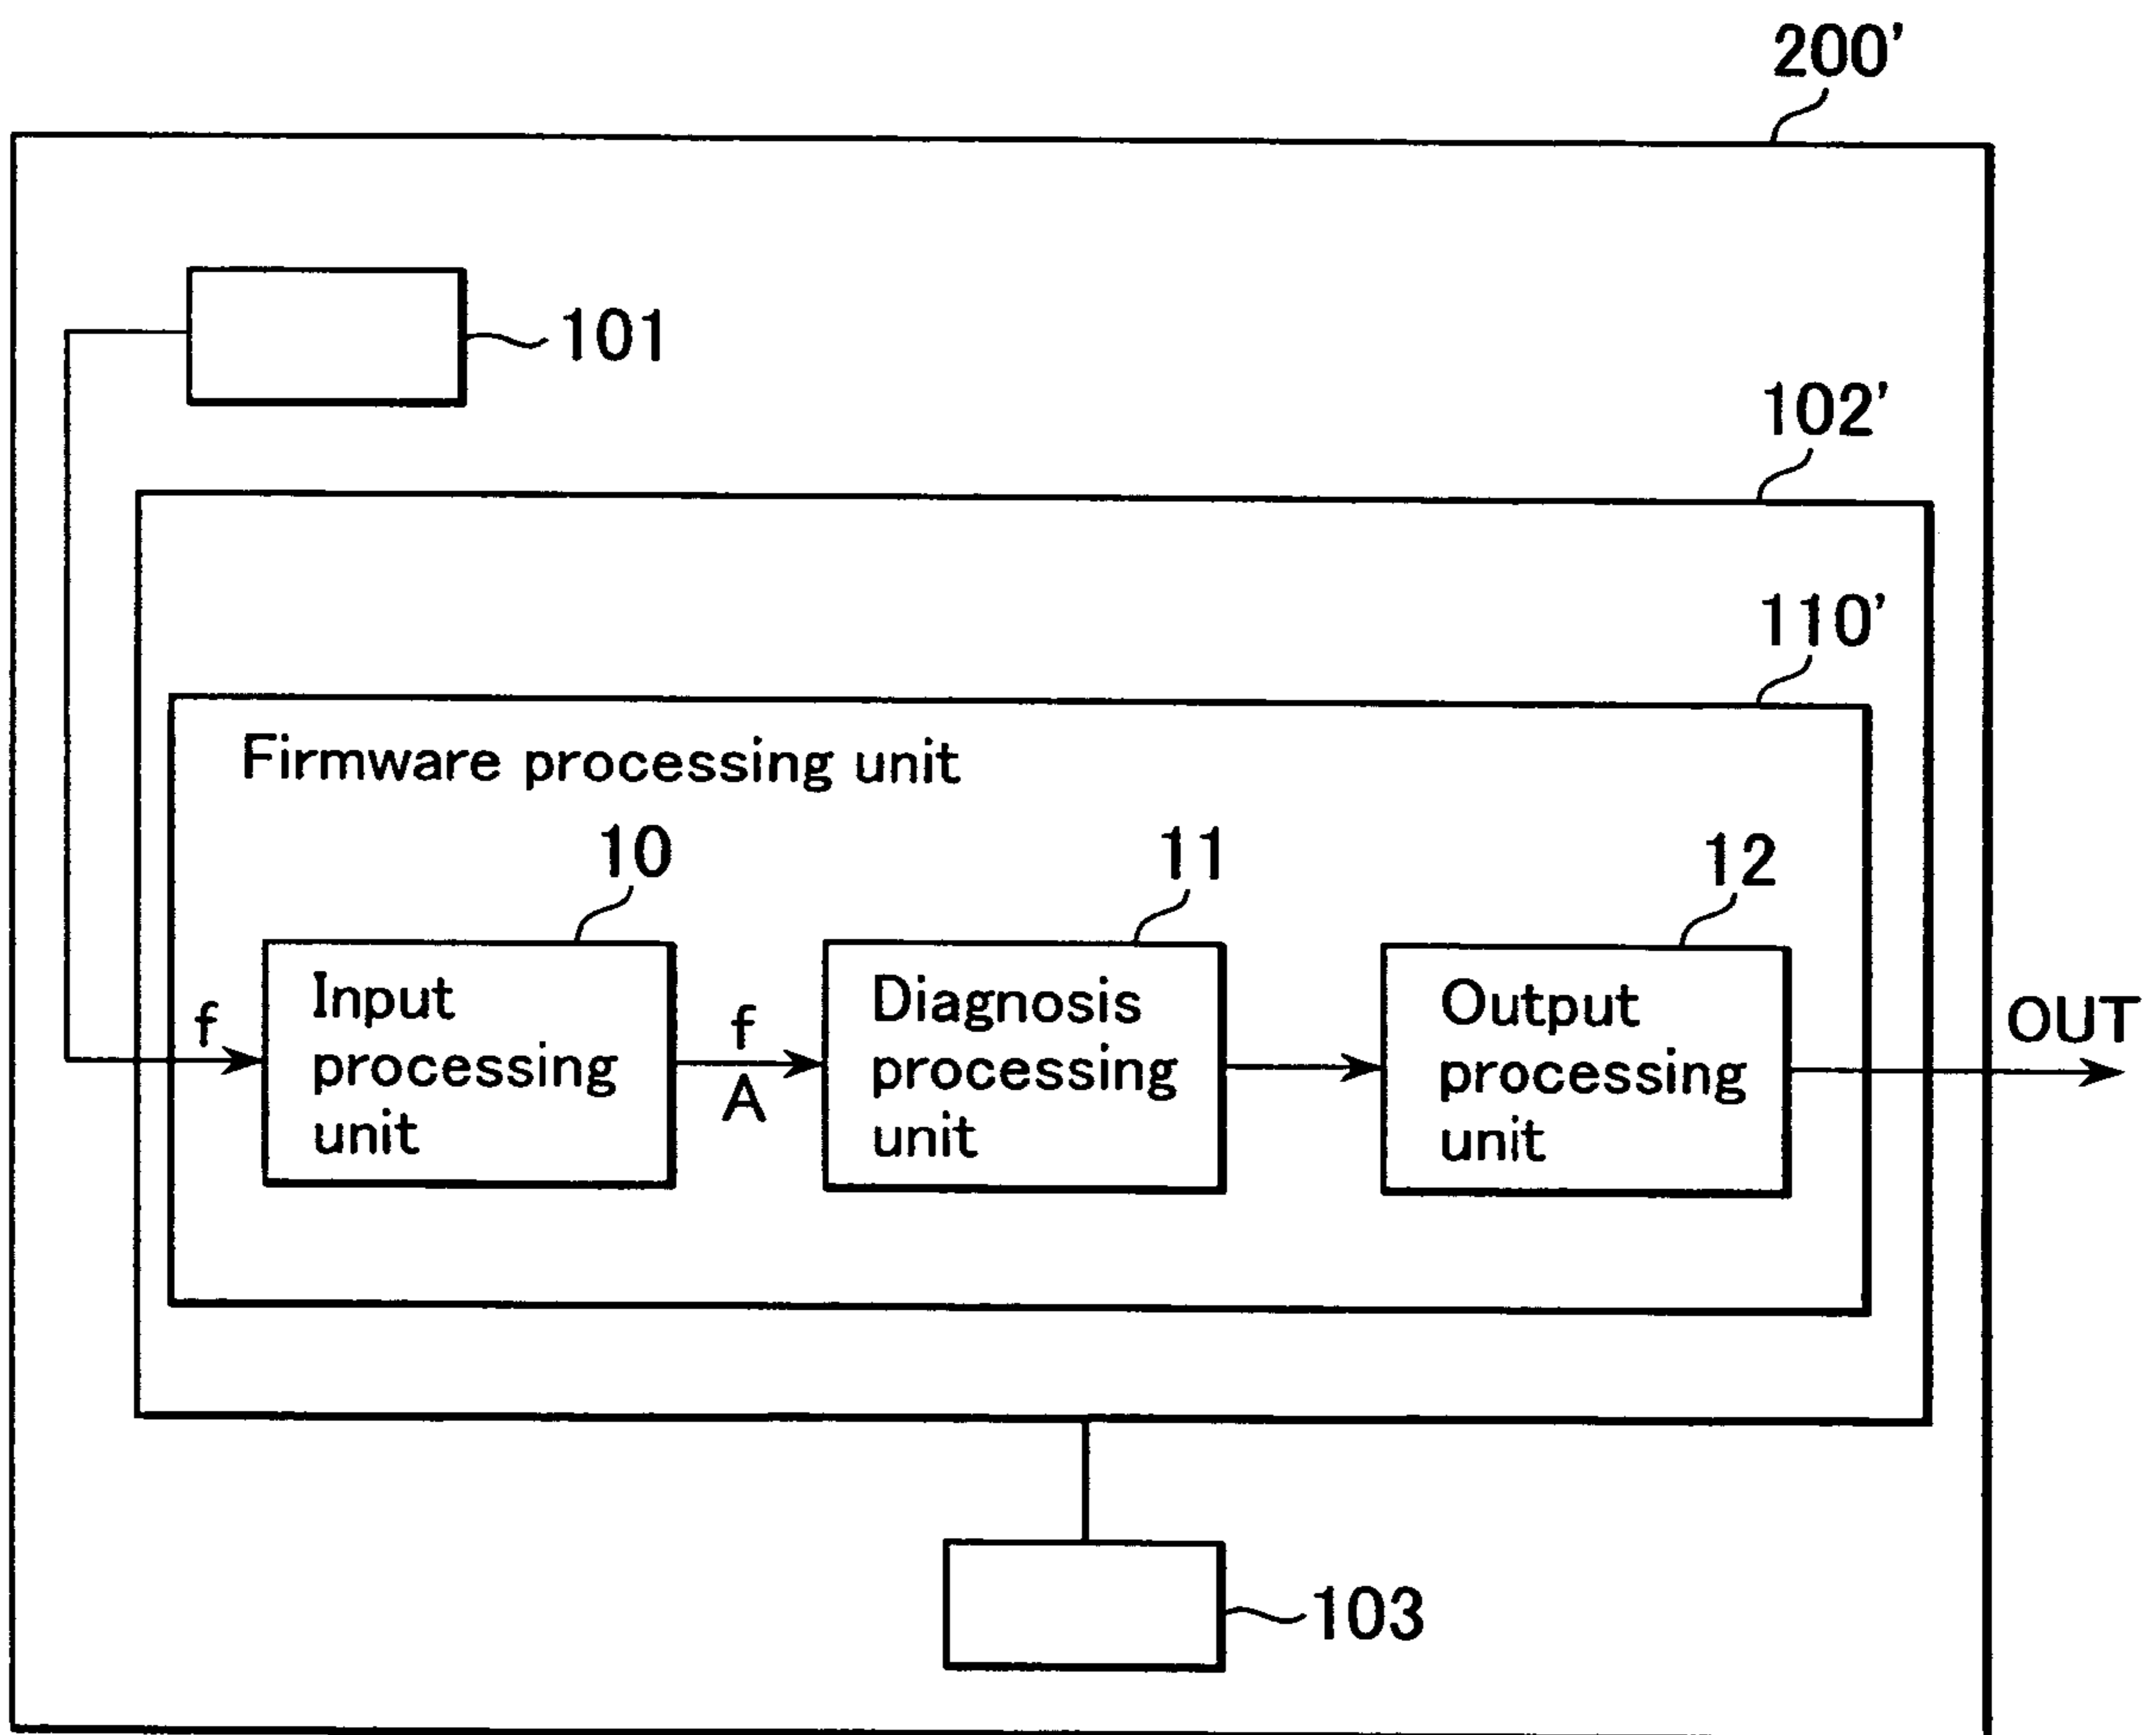 200'
101
102'
110'
Firmware processing unit
10
11
12
f
Input
processing
unit
f
A
Diagnosis
processing
unit
Output
processing
unit
OUT
103